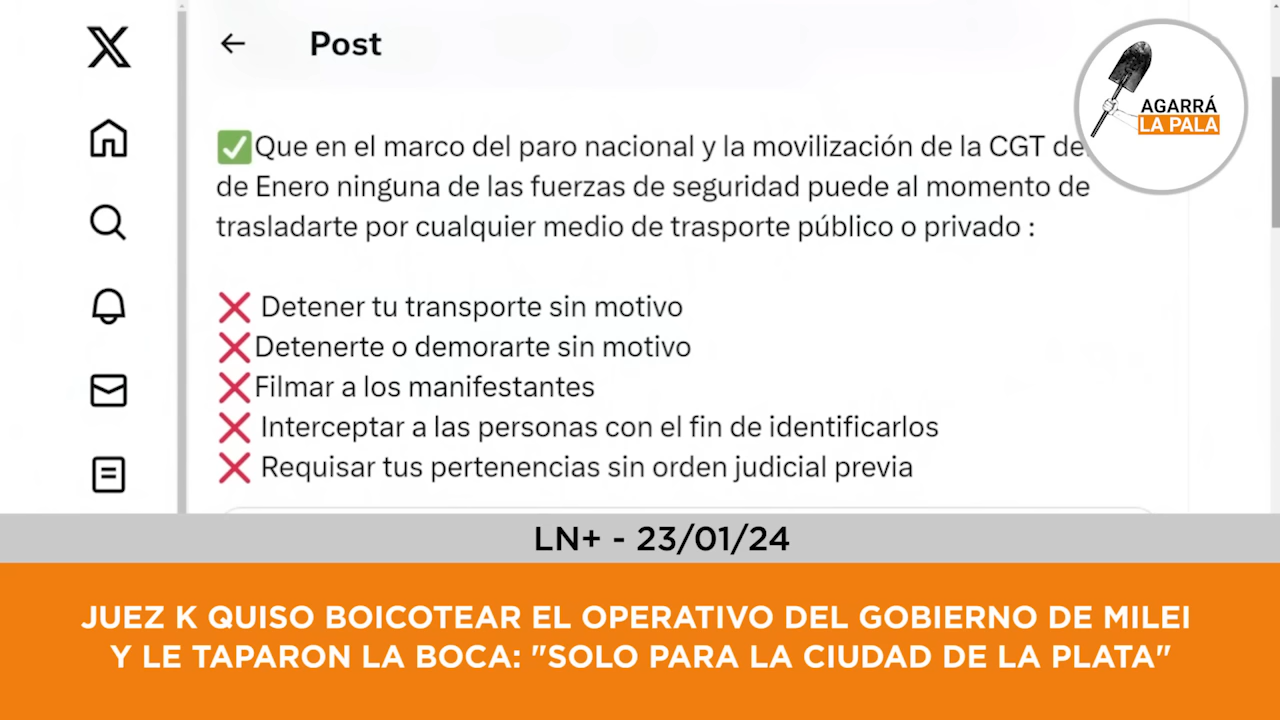 Post
AGARRÁ
LA PALA
✅Que en el marco del paro nacional y la movilización de la CGT
de Enero ninguna de las fuerzas de seguridad puede al momento de
trasladarte por cualquier medio de trasporte público o privado :
❌ Detener tu transporte sin motivo
❌Detenerte o demorarte sin motivo
❌Filmar a los manifestantes
❌ Interceptar a las personas con el fin de identificarlos
❌ Requisar tus pertenencias sin orden judicial previa
LN+ - 23/01/24
JUEZ K QUISO BOICOTEAR EL OPERATIVO DEL GOBIERNO DE MILEI
Y LE TAPARON LA BOCA: "SOLO PARA LA CIUDAD DE LA PLATA"